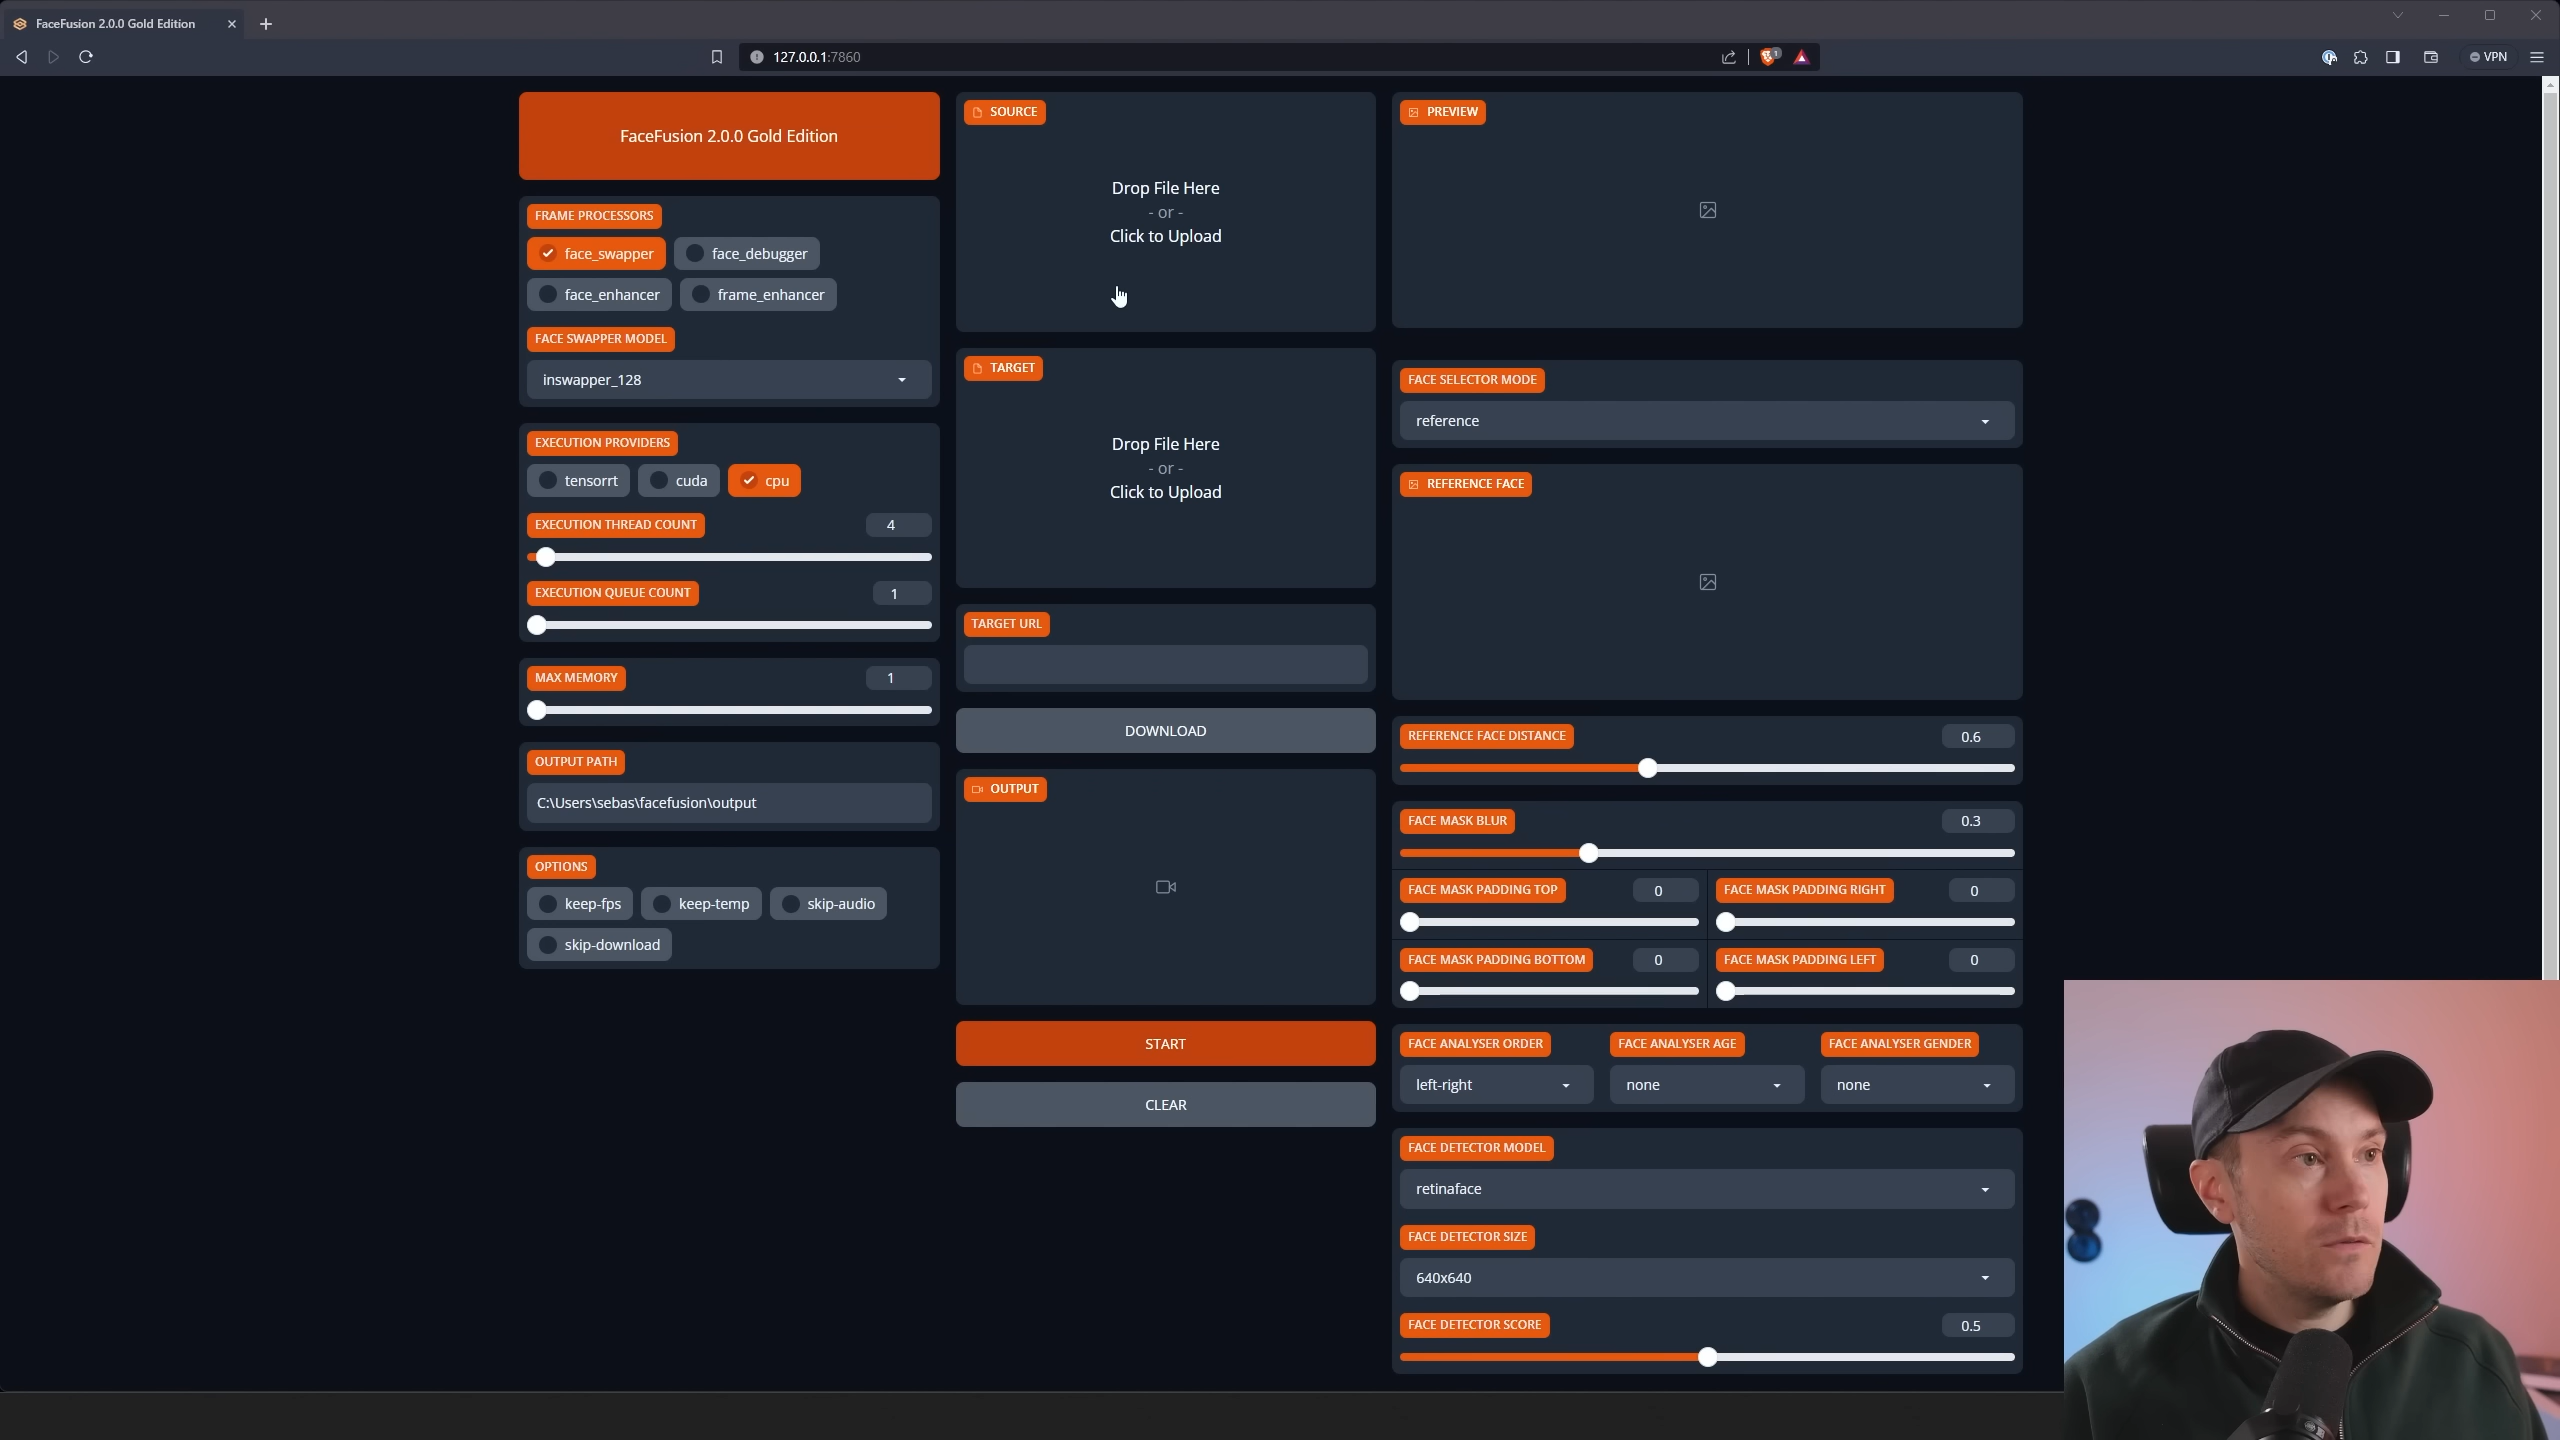 FaceFusion 2.0.0 Gold Edition
127.0.0.1:7860
VPN
FaceFusion 2.0.0 Gold Edition
FRAME PROCESSORS
face_swapper
face_debugger
face_enhancer
frame_enhancer
FACE SWAPPER MODEL
inswapper_128
EXECUTION PROVIDERS
tensorrt
cuda
cpu
EXECUTION THREAD COUNT
4
EXECUTION QUEUE COUNT
1
MAX MEMORY
1
OUTPUT PATH
C:\Users\sebas\facefusion\output
OPTIONS
keep-fps
keep-temp
skip-audio
skip-download
SOURCE
Drop File Here
- or -
Click to Upload
TARGET
Drop File Here
- or -
Click to Upload
TARGET URL
DOWNLOAD
OUTPUT
START
CLEAR
PREVIEW
FACE SELECTOR MODE
reference
REFERENCE FACE
REFERENCE FACE DISTANCE
0.6
FACE MASK BLUR
0.3
FACE MASK PADDING TOP
0
FACE MASK PADDING RIGHT
0
FACE MASK PADDING BOTTOM
0
FACE MASK PADDING LEFT
0
FACE ANALYSER ORDER
left-right
FACE ANALYSER AGE
none
FACE ANALYSER GENDER
none
FACE DETECTOR MODEL
retinaface
FACE DETECTOR SIZE
640x640
FACE DETECTOR SCORE
0.5